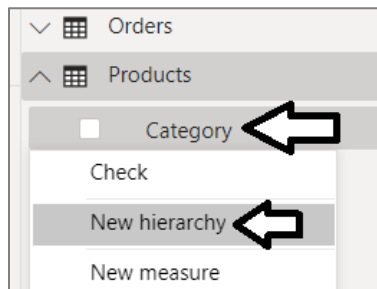 Orders
Products
Category
Check
New hierarchy
New measure